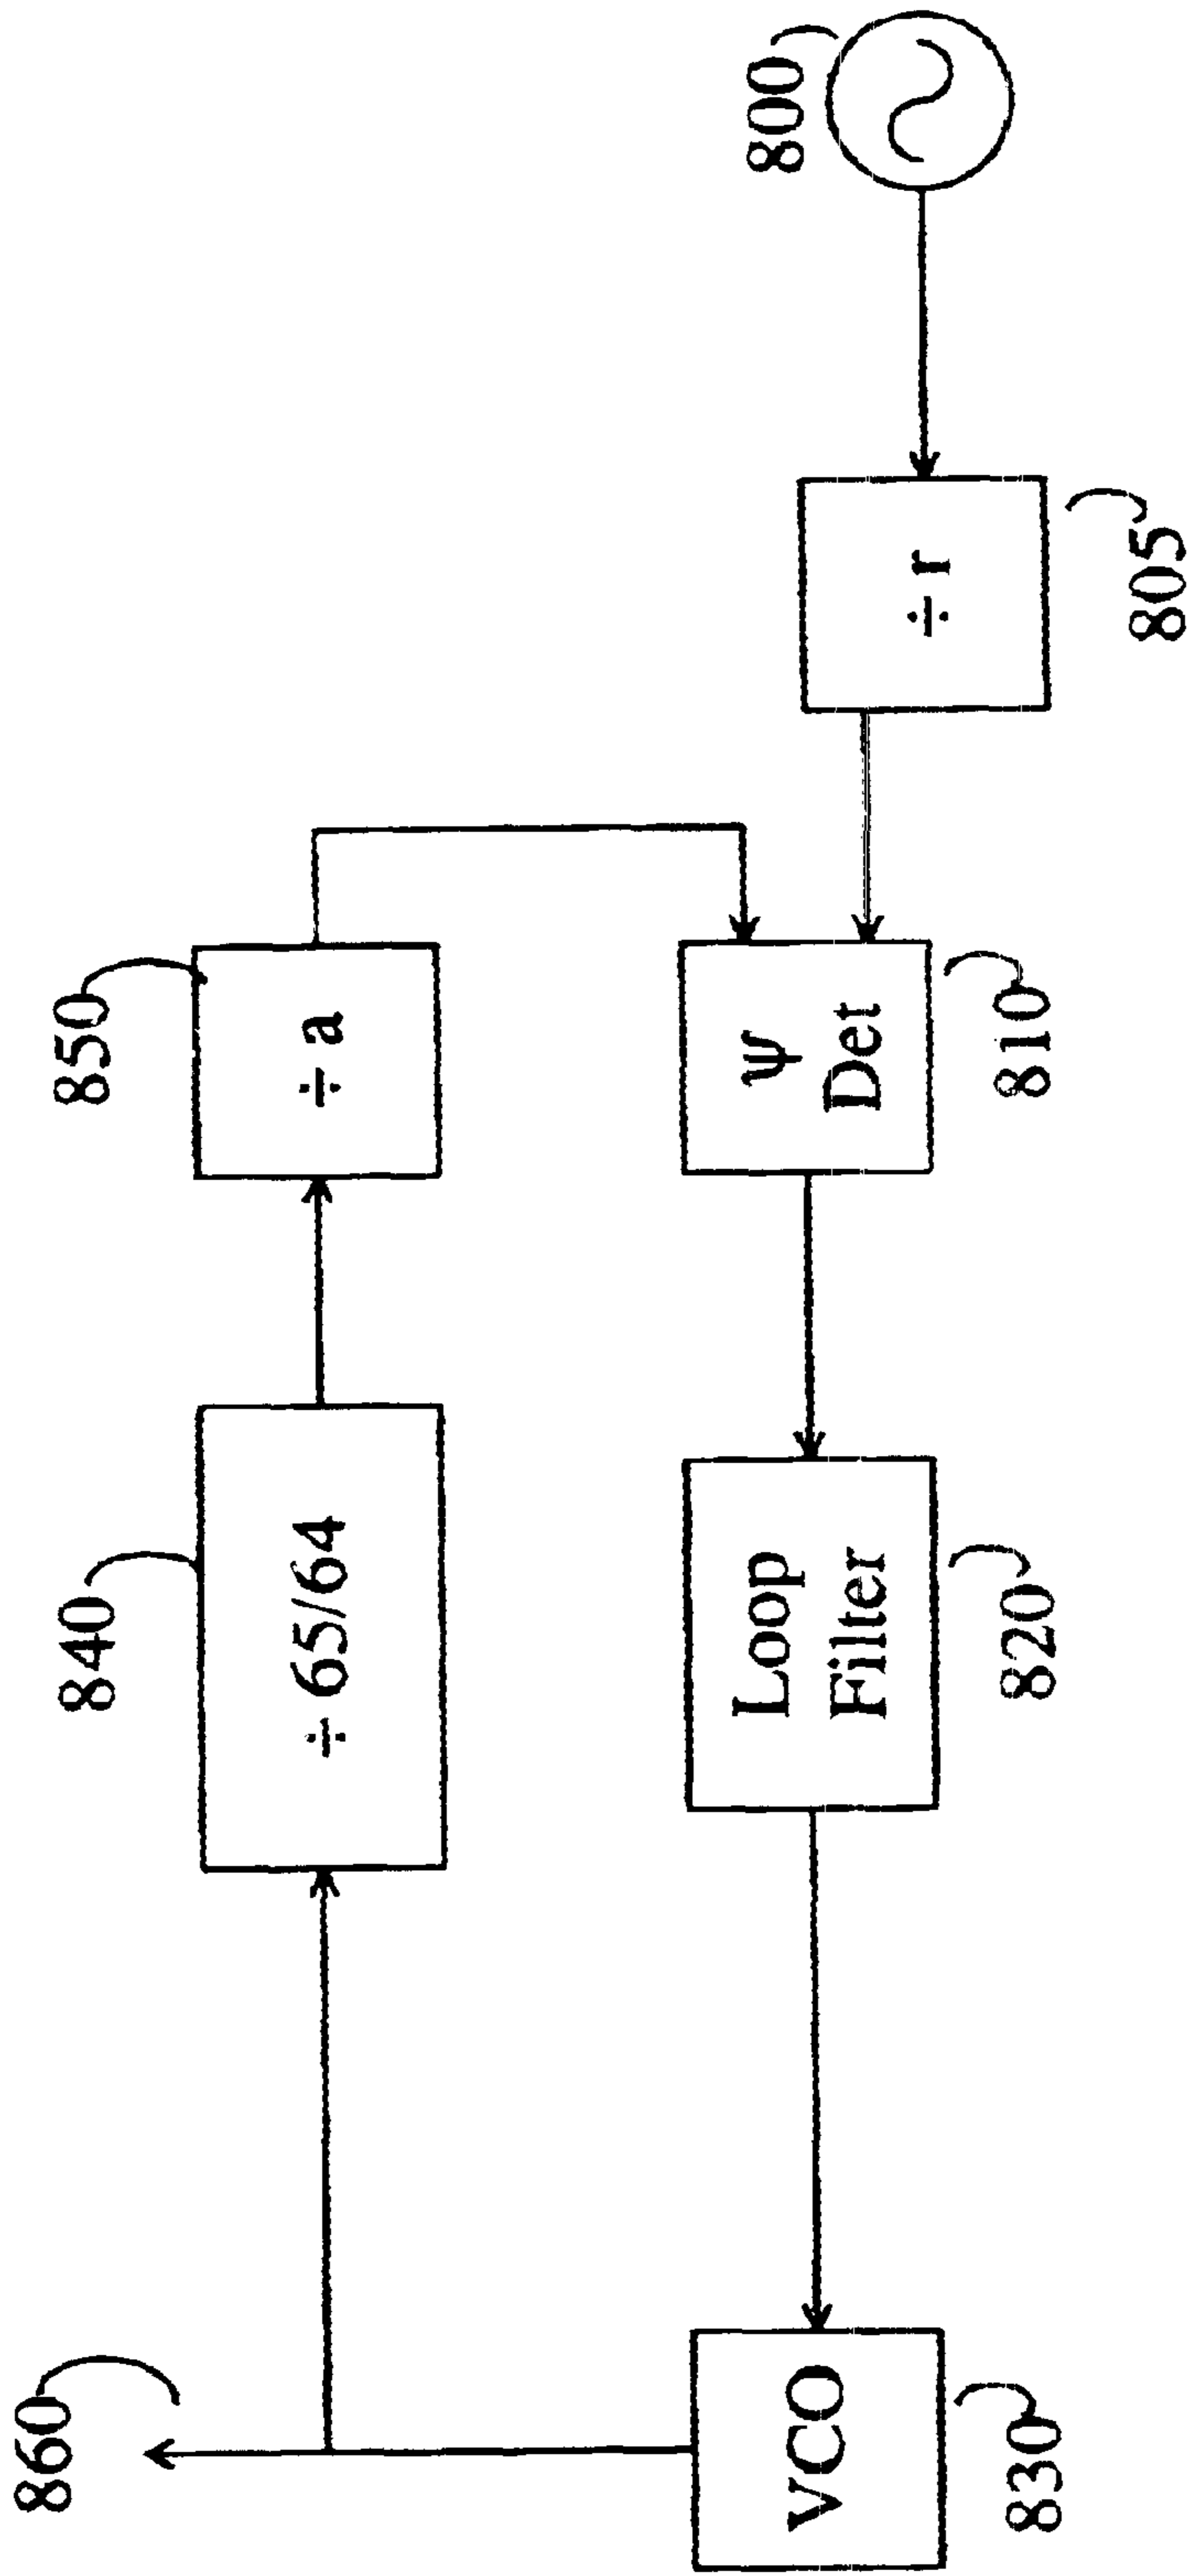 860
840
÷ 65/64
850
÷ a
800
VCO
830
Loop
Filter
820
ψ
Det
810
÷ r
805